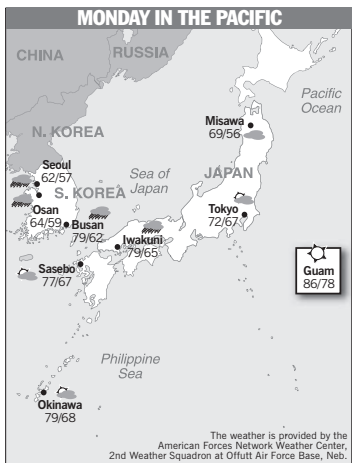 MONDAY IN THE PACIFIC
CHINA
RUSSIA
Pacific
Ocean
Misawa
69/56
N. KOREA
Seoul
62/57
Sea of
Japan
JAPAN
S. KOREA
Osan
64/59
Busan
79/62
Tokyo
72/67
Iwakuni
79/65
Sasebo
77/67
Guam
86/78
Philippine
Sea
Okinawa
79/68
The weather is provided by the
American Forces Network Weather Center,
2nd Weather Squadron at Offutt Air Force Base, Neb.